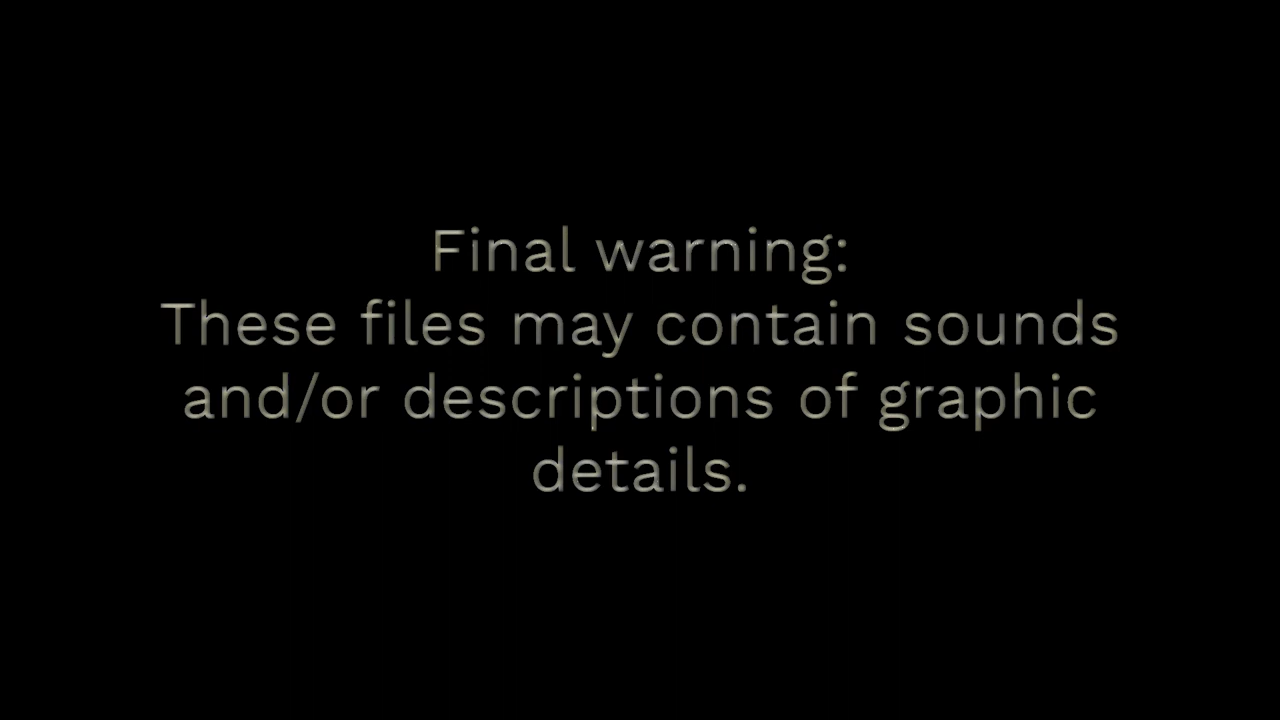 Final warning:
These files may contain sounds
and/or descriptions of graphic
details.